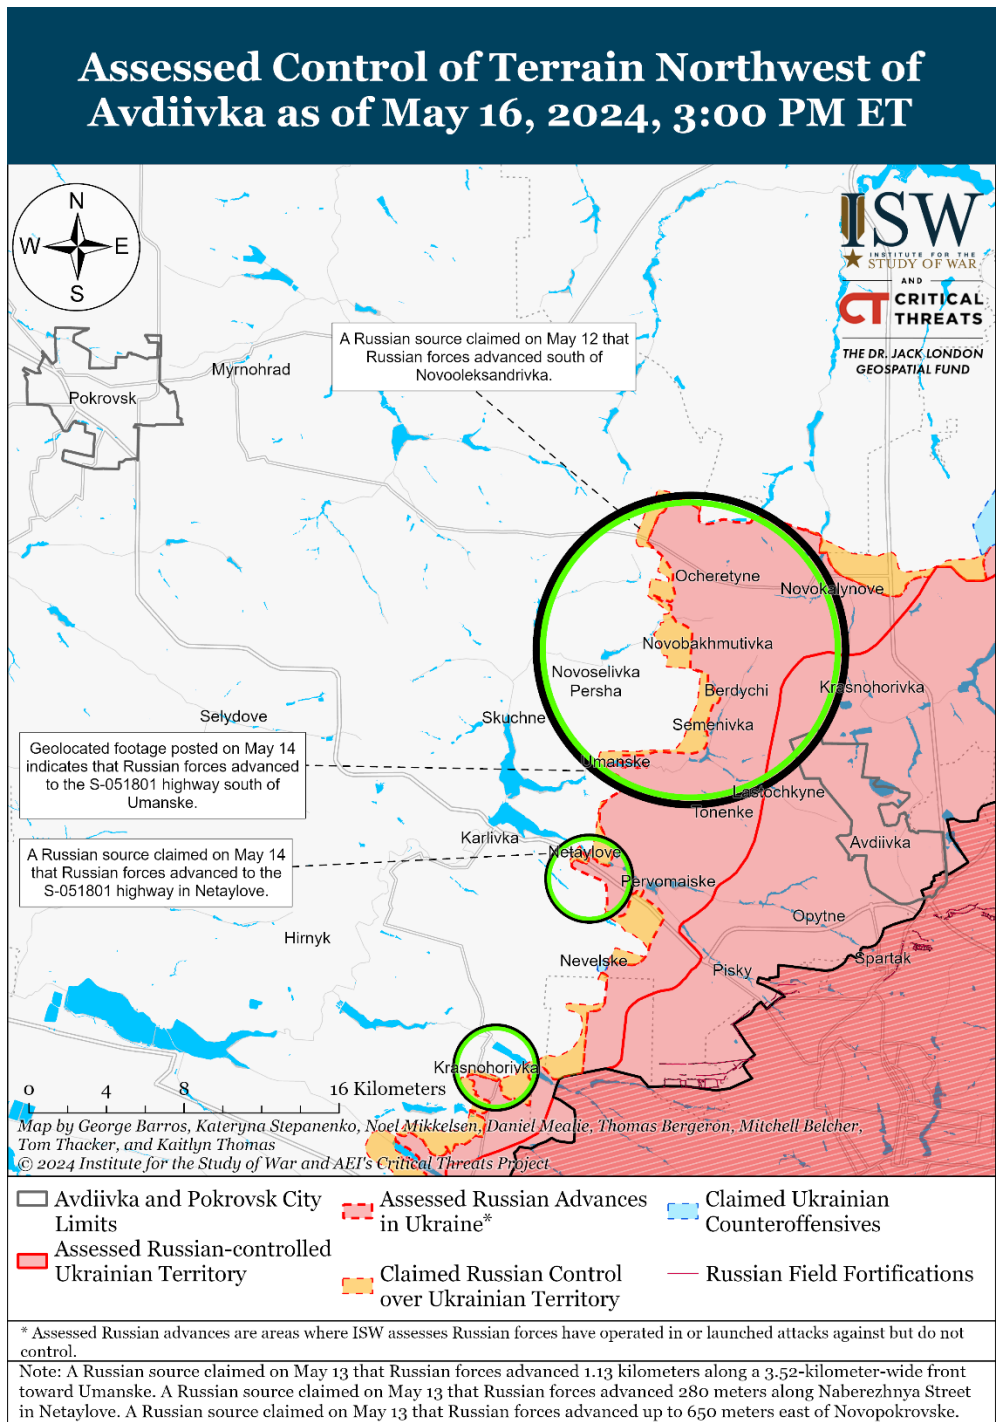 Assessed Control of Terrain Northwest of
Avdiivka as of May 16, 2024, 3:00 PM ET
N
W
E
S
ISW
INSTITUTE FOR THE
STUDY OF WAR
AND
CT CRITICAL
THREATS
THE DR. JACK LONDON
GEOSPATIAL FUND
A Russian source claimed on May 12 that
Russian forces advanced south of
Novooleksandrivka.
Myrnohrad
Pokrovsk
Ocheretyne
Novokalynove
Novobakhmutivka
Novoselivka
Persha
Berdychi
Krasnohorivka
Selydove
Skuchne
Semenivka
Geolocated footage posted on May 14
indicates that Russian forces advanced
to the S-051801 highway south of
Umanske.
Umanske
Lastochkyne
Tonenke
Karlivka
Avdiivka
A Russian source claimed on May 14
that Russian forces advanced to the
S-051801 highway in Netaylove.
Netaylove
Pervomaiske
Opytne
Hirnyk
Nevelske
Pisky
Spartak
Krasnohorivka
0 4 8 16 Kilometers
Map by George Barros, Kateryna Stepanenko, Noel Mikkelsen, Daniel Mealie, Thomas Bergeron, Mitchell Belcher,
Tom Thacker, and Kaitlyn Thomas
© 2024 Institute for the Study of War and AEI's Critical Threats Project
Avdiivka and Pokrovsk City
Limits
Assessed Russian-controlled
Ukrainian Territory
Assessed Russian Advances
in Ukraine*
Claimed Russian Control
over Ukrainian Territory
Claimed Ukrainian
Counteroffensives
Russian Field Fortifications
* Assessed Russian advances are areas where ISW assesses Russian forces have operated in or launched attacks against but do not
control.
Note: A Russian source claimed on May 13 that Russian forces advanced 1.13 kilometers along a 3.52-kilometer-wide front
toward Umanske. A Russian source claimed on May 13 that Russian forces advanced 280 meters along Naberezhnya Street
in Netaylove. A Russian source claimed on May 13 that Russian forces advanced up to 650 meters east of Novopokrovske.